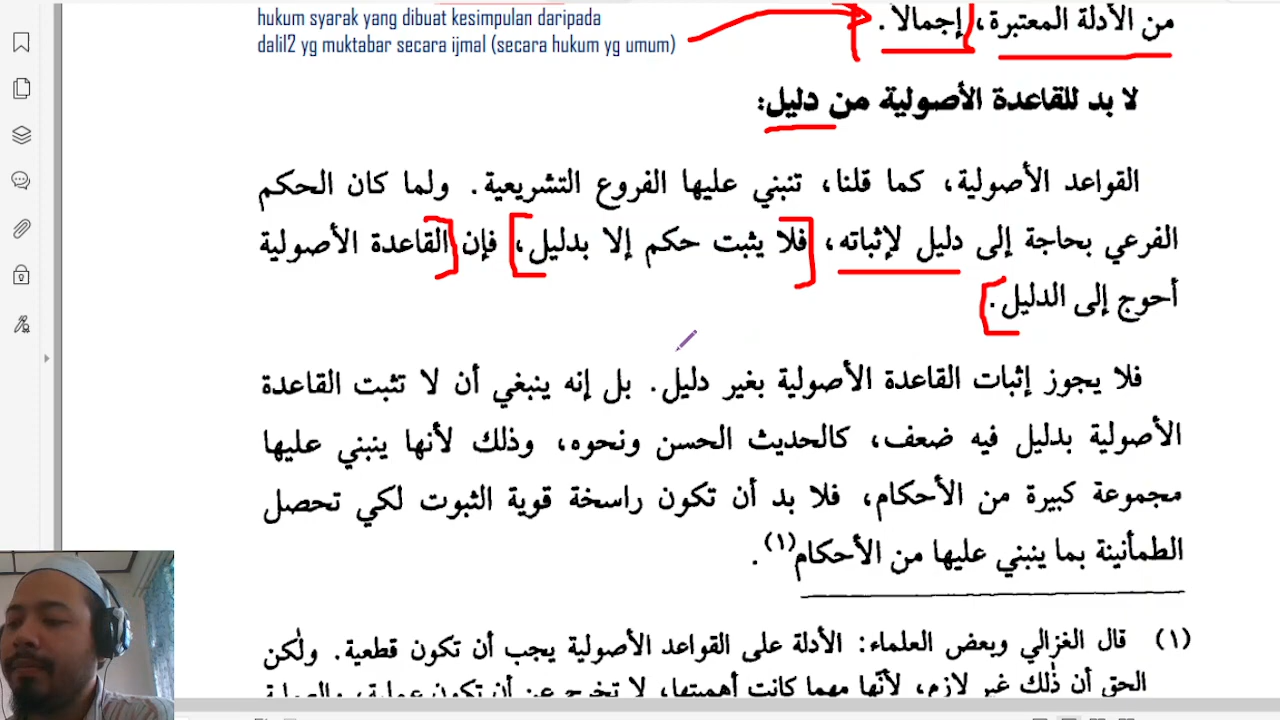 hukum syarak yang dibuat kesimpulan daripada
dalil2 yg muktabar secara ijmal (secara hukum yg umum)
من الأدلة المعتبرة، إجمالاً.
لا بد للقاعدة الأصولية من دليل:
القواعد الأصولية، كما قلنا، تنبني عليها الفروع التشريعية. ولما كان الحكم
الفرعي بحاجة إلى دليل لإثباته، فلا يثبت حكم إلا بدليل، فإن القاعدة الأصولية
أحوج إلى الدليل.
فلا يجوز إثبات القاعدة الأصولية بغير دليل. بل إنه ينبغي أن لا تثبت القاعدة
الأصولية بدليل فيه ضعف، كالحديث الحسن ونحوه، وذلك لأنها ينبني عليها
مجموعة كبيرة من الأحكام، فلا بد أن تكون راسخة قوية الثبوت لكي تحصل
الطمأنينة بما ينبني عليها من الأحكام(١).
(١) قال الغزالي وبعض العلماء: الأدلة على القواعد الأصولية يجب أن تكون قطعية. ولٰكن
الحق أن ذٰلك غير لازم، لأنّها مهما كانت أهميتها، لا تخرج عن أن تكون عملية، والصحابة